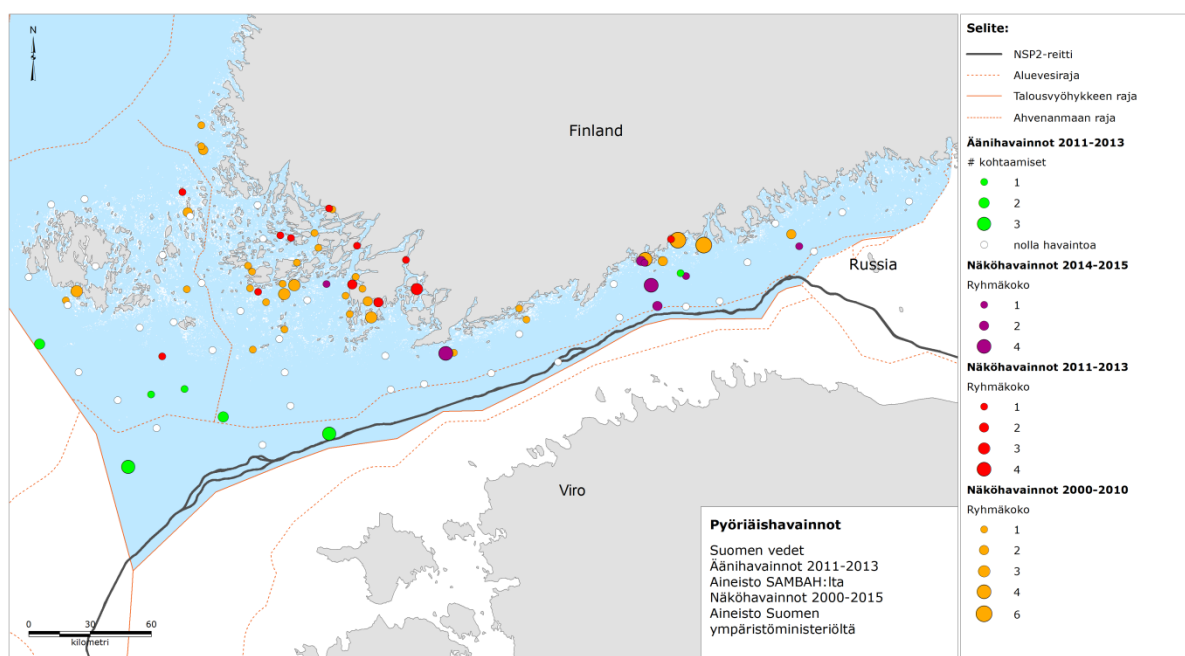 N
Finland
Russia
Viro
0 30 60
kilometri
Pyöriäishavainnot
Suomen vedet
Äänihavainnot 2011-2013
Aineisto SAMBAH:lta
Näköhavainnot 2000-2015
Aineisto Suomen
ympäristöministeriöltä
Selite:
NSP2-reitti
Aluevesiraja
Talousvyöhykkeen raja
Ahvenanmaan raja
Äänihavainnot 2011-2013
# kohtaamiset
1
2
3
nolla havaintoa
Näköhavainnot 2014-2015
Ryhmäkoko
1
2
4
Näköhavainnot 2011-2013
Ryhmäkoko
1
2
3
4
Näköhavainnot 2000-2010
Ryhmäkoko
1
2
3
4
6